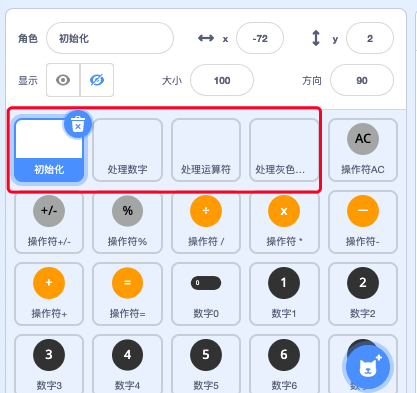 角色 初始化 x -72 y 2
显示 大小 100 方向 90
AC
初始化 处理数字 处理运算符 处理灰色... 操作符AC
+/- % ÷ x −
操作符+/- 操作符% 操作符 / 操作符 * 操作符-
+ = 0 1 2
操作符+ 操作符= 数字0 数字1 数字2
3 4 5 6
数字3 数字4 数字5 数字6